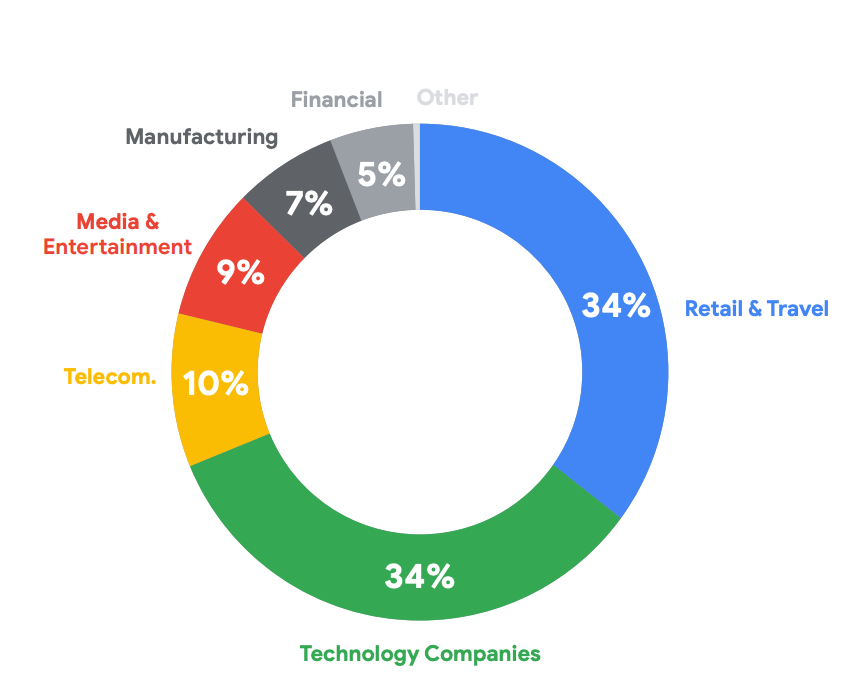 Financial
Other
Manufacturing
5%
7%
Media &
Entertainment
9%
34%
Retail & Travel
Telecom.
10%
34%
Technology Companies